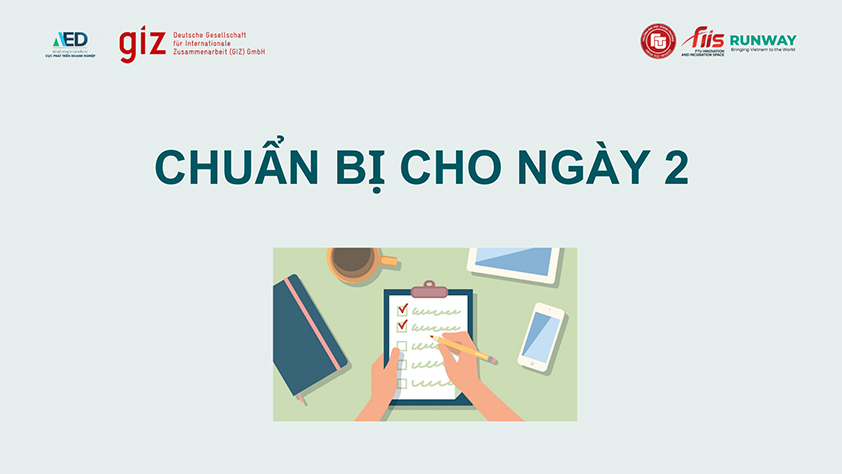 AED
CỤC PHÁT TRIỂN DOANH NGHIỆP
giz
Deutsche Gesellschaft
für Internationale
Zusammenarbeit (GIZ) GmbH
FTU
fiis
FTU INNOVATION
AND INCUBATION SPACE
RUNWAY
Bringing Vietnam to the World
CHUẨN BỊ CHO NGÀY 2